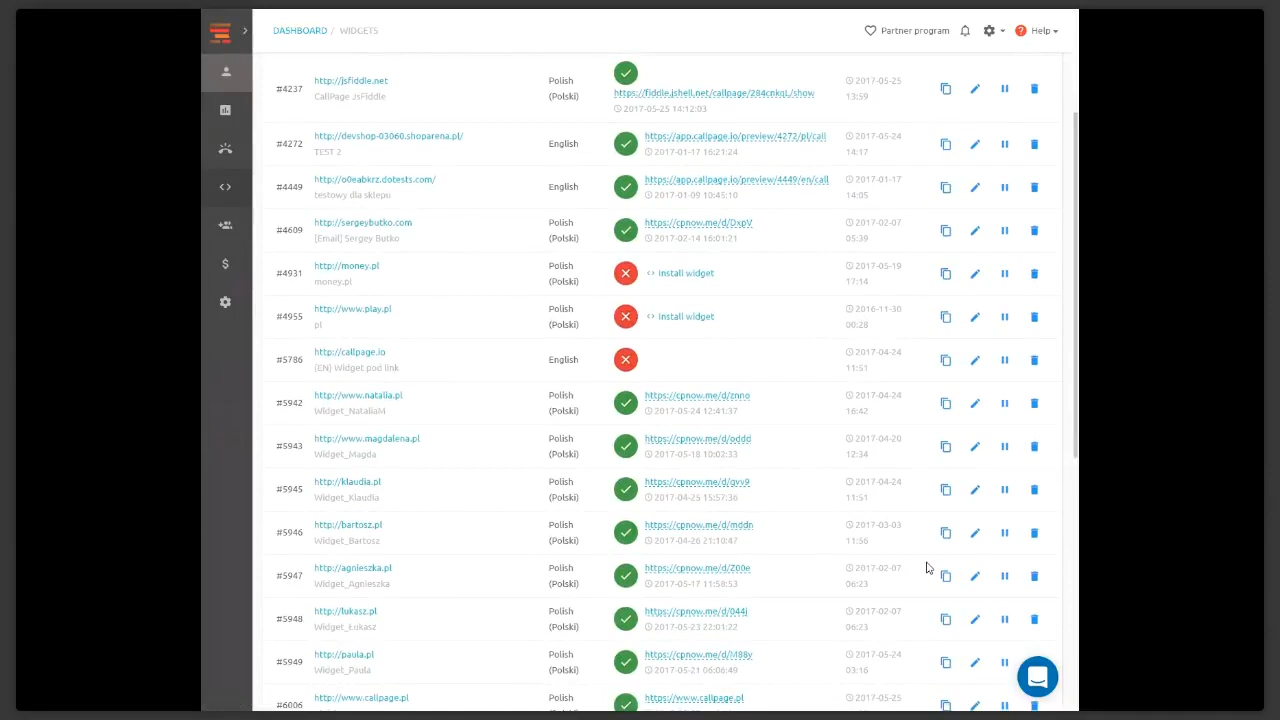 DASHBOARD / WIDGETS
Partner program
Help
#4237
http://jsfiddle.net
CallPage JsFiddle
Polish
(Polski)
https://fiddle.jshell.net/callpage/284cnkqL/show
2017-05-25 14:12:03
2017-05-25
13:59
#4272
http://devshop-03060.shoparena.pl/
TEST 2
English
https://app.callpage.io/preview/4272/pl/call
2017-01-17 16:21:24
2017-05-24
14:17
#4449
http://o0eabkrz.dotests.com/
testowy dla sklepu
English
https://app.callpage.io/preview/4449/en/call
2017-01-09 10:45:10
2017-01-17
14:05
#4609
http://sergeybutko.com
[Email] Sergey Butko
Polish
(Polski)
https://cpnow.me/d/DxpV
2017-02-14 16:01:21
2017-02-07
05:39
#4931
http://money.pl
money.pl
Polish
(Polski)
Install widget
2017-05-19
17:14
#4955
http://www.play.pl
pl
Polish
(Polski)
Install widget
2016-11-30
00:28
#5786
http://callpage.io
[EN] Widget pod link
English
2017-04-24
11:51
#5942
http://www.natalia.pl
Widget_NataliaM
Polish
(Polski)
https://cpnow.me/d/znno
2017-05-24 12:41:37
2017-04-24
16:42
#5943
http://www.magdalena.pl
Widget_Magda
Polish
(Polski)
https://cpnow.me/d/oddd
2017-05-18 10:02:33
2017-04-20
12:34
#5945
http://klaudia.pl
Widget_Klaudia
Polish
(Polski)
https://cpnow.me/d/qvv9
2017-04-25 15:57:36
2017-04-24
11:51
#5946
http://bartosz.pl
Widget_Bartosz
Polish
(Polski)
https://cpnow.me/d/mddn
2017-04-26 21:10:47
2017-03-03
11:56
#5947
http://agnieszka.pl
Widget_Agnieszka
Polish
(Polski)
https://cpnow.me/d/Z00e
2017-05-17 11:58:53
2017-02-07
06:23
#5948
http://lukasz.pl
Widget_Łukasz
Polish
(Polski)
https://cpnow.me/d/044j
2017-05-23 22:01:22
2017-02-07
06:23
#5949
http://paula.pl
Widget_Paula
Polish
(Polski)
https://cpnow.me/d/M88y
2017-05-21 06:06:49
2017-05-24
03:16
#6006
http://www.callpage.pl
Polish
https://www.callpage.pl
2017-05-25